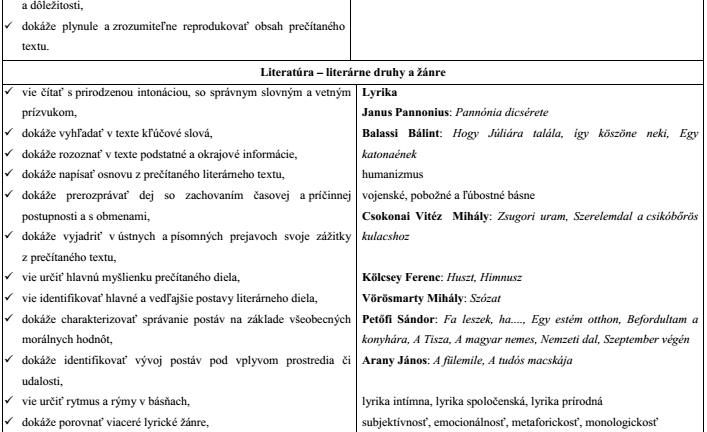 a dôležitosti,
✓ dokáže plynule a zrozumiteľne reprodukovať obsah prečítaného
textu.
Literatúra – literárne druhy a žánre
✓ vie čítať s prirodzenou intonáciou, so správnym slovným a vetným
prízvukom,
✓ dokáže vyhľadať v texte kľúčové slová,
✓ dokáže rozoznať v texte podstatné a okrajové informácie,
✓ dokáže napísať osnovu z prečítaného literárneho textu,
✓ dokáže prerozprávať dej so zachovaním časovej a príčinnej
postupnosti a s obmenami,
✓ dokáže vyjadriť v ústnych a písomných prejavoch svoje zážitky
z prečítaného textu,
✓ vie určiť hlavnú myšlienku prečítaného diela,
✓ vie identifikovať hlavné a vedľajšie postavy literárneho diela,
✓ dokáže charakterizovať správanie postáv na základe všeobecných
morálnych hodnôt,
✓ dokáže identifikovať vývoj postáv pod vplyvom prostredia či
udalosti,
✓ vie určiť rytmus a rýmy v básňach,
✓ dokáže porovnať viaceré lyrické žánre,
Lyrika
Janus Pannonius: Pannónia dicsérete
Balassi Bálint: Hogy Júliára talála, így köszöne neki, Egy
katonaének
humanizmus
vojenské, pobožné a ľúbostné básne
Csokonai Vitéz Mihály: Zsugori uram, Szerelemdal a csikóbőrös
kulacshoz
Kölcsey Ferenc: Huszt, Himnusz
Vörösmarty Mihály: Szózat
Petőfi Sándor: Fa leszek, ha...., Egy estém otthon, Befordultam a
konyhára, A Tisza, A magyar nemes, Nemzeti dal, Szeptember végén
Arany János: A fülemile, A tudós macskája
lyrika intímna, lyrika spoločenská, lyrika prírodná
subjektívnosť, emocionálnosť, metaforickosť, monologickosť